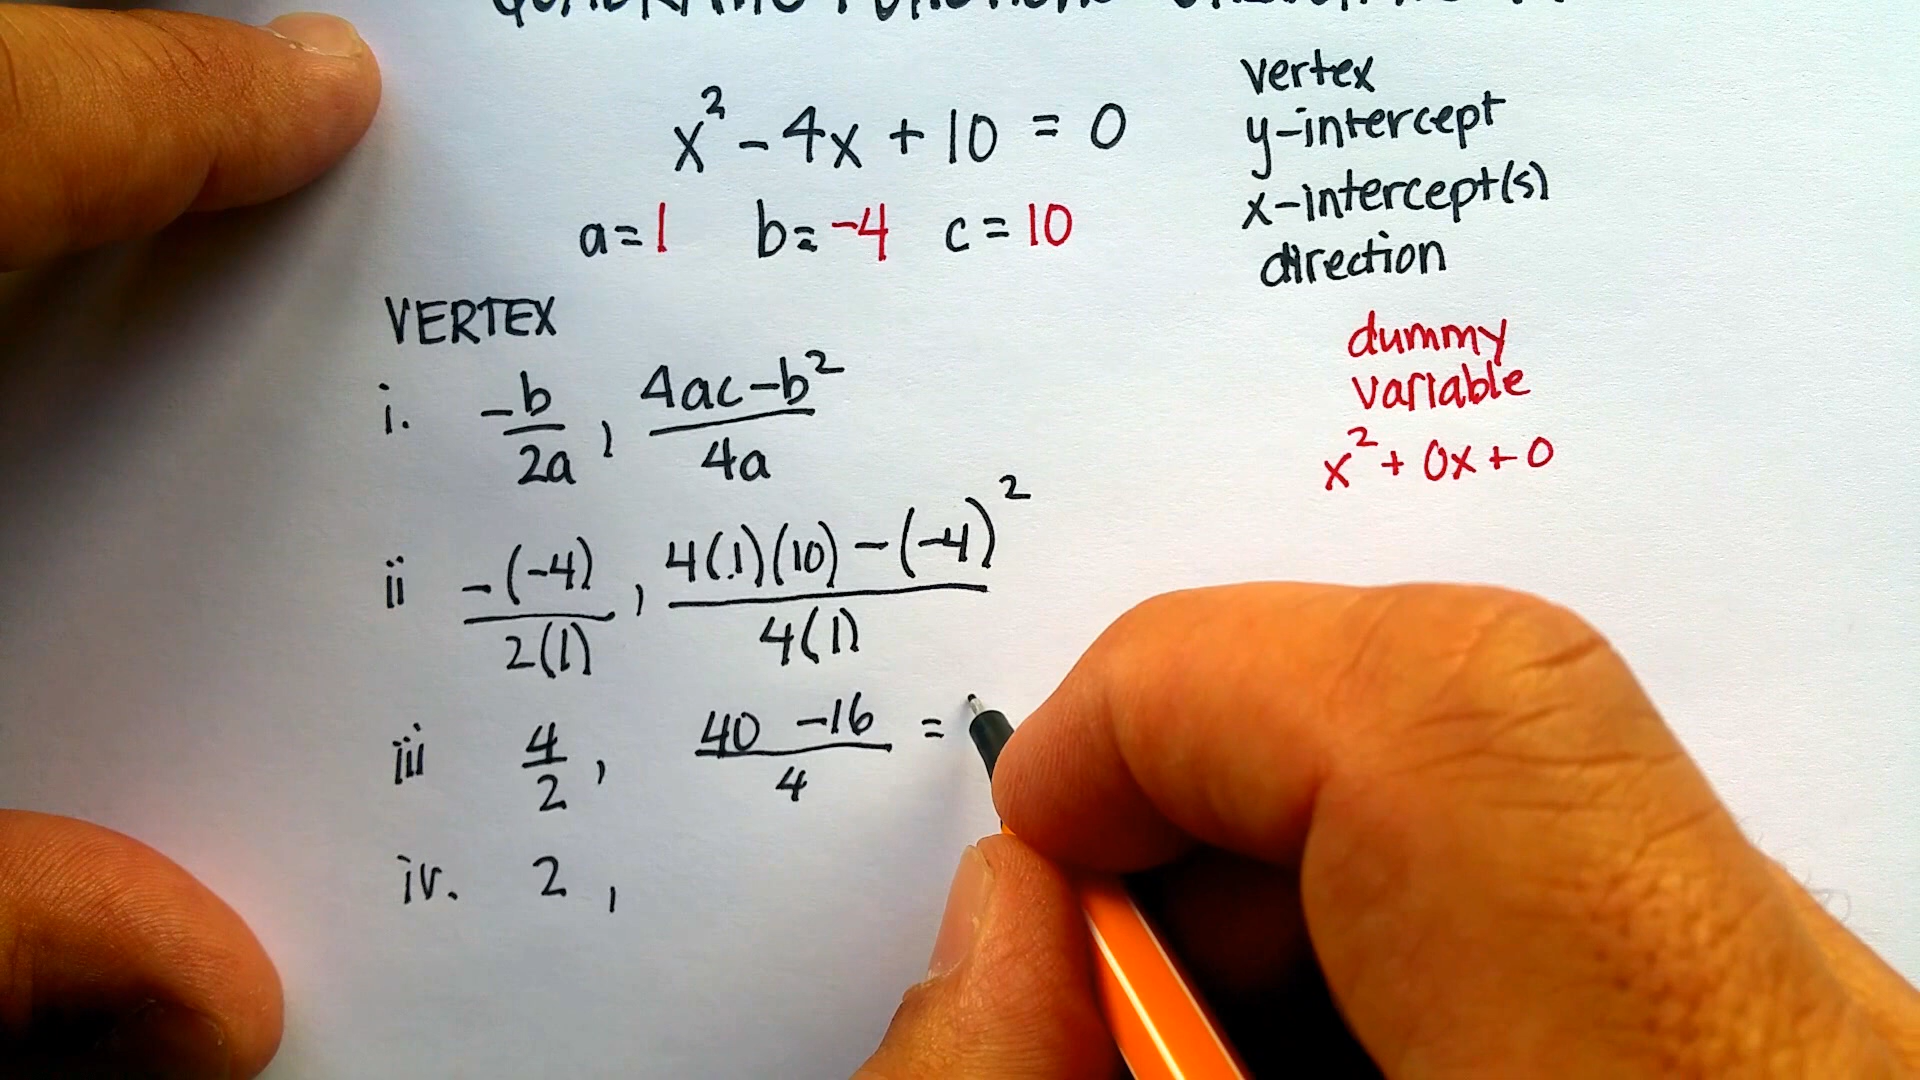 x² - 4x + 10 = 0
a = 1 b = -4 c = 10
VERTEX
i. -b/2a , 4ac-b²/4a
ii -(-4)/2(1) , 4(1)(10) - (-4)²/4(1)
iii 4/2 , 40 -16/4 =
iv. 2 ,
vertex
y-intercept
x-intercept(s)
direction
dummy
variable
x² + 0x + 0